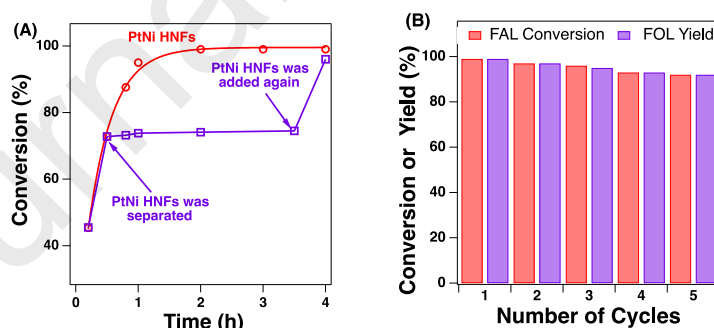 (A)
PtNi HNFs
PtNi HNFs was
added again
PtNi HNFs was
separated
Conversion (%)
100
80
60
40
0
1
2
3
4
Time (h)
(B)
FAL Conversion
FOL Yield
Conversion or Yield (%)
100
80
60
40
20
0
1
2
3
4
5
Number of Cycles